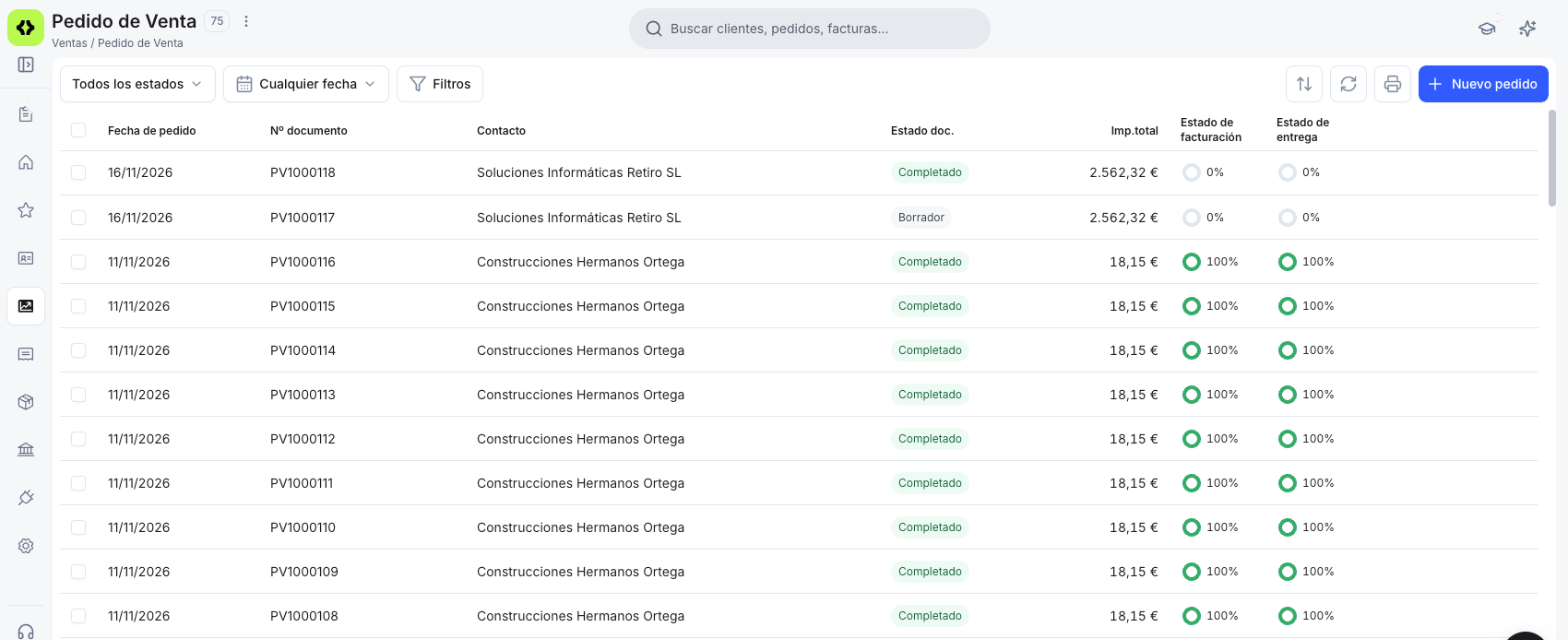 Pedido de Venta 75
Ventas / Pedido de Venta
Buscar clientes, pedidos, facturas...
Todos los estados
Cualquier fecha
Filtros
Nuevo pedido
Fecha de pedido Nº documento Contacto Estado doc. Imp.total Estado de facturación Estado de entrega
16/11/2026 PV1000118 Soluciones Informáticas Retiro SL Completado 2.562,32 € 0% 0%
16/11/2026 PV1000117 Soluciones Informáticas Retiro SL Borrador 2.562,32 € 0% 0%
11/11/2026 PV1000116 Construcciones Hermanos Ortega Completado 18,15 € 100% 100%
11/11/2026 PV1000115 Construcciones Hermanos Ortega Completado 18,15 € 100% 100%
11/11/2026 PV1000114 Construcciones Hermanos Ortega Completado 18,15 € 100% 100%
11/11/2026 PV1000113 Construcciones Hermanos Ortega Completado 18,15 € 100% 100%
11/11/2026 PV1000112 Construcciones Hermanos Ortega Completado 18,15 € 100% 100%
11/11/2026 PV1000111 Construcciones Hermanos Ortega Completado 18,15 € 100% 100%
11/11/2026 PV1000110 Construcciones Hermanos Ortega Completado 18,15 € 100% 100%
11/11/2026 PV1000109 Construcciones Hermanos Ortega Completado 18,15 € 100% 100%
11/11/2026 PV1000108 Construcciones Hermanos Ortega Completado 18,15 € 100% 100%